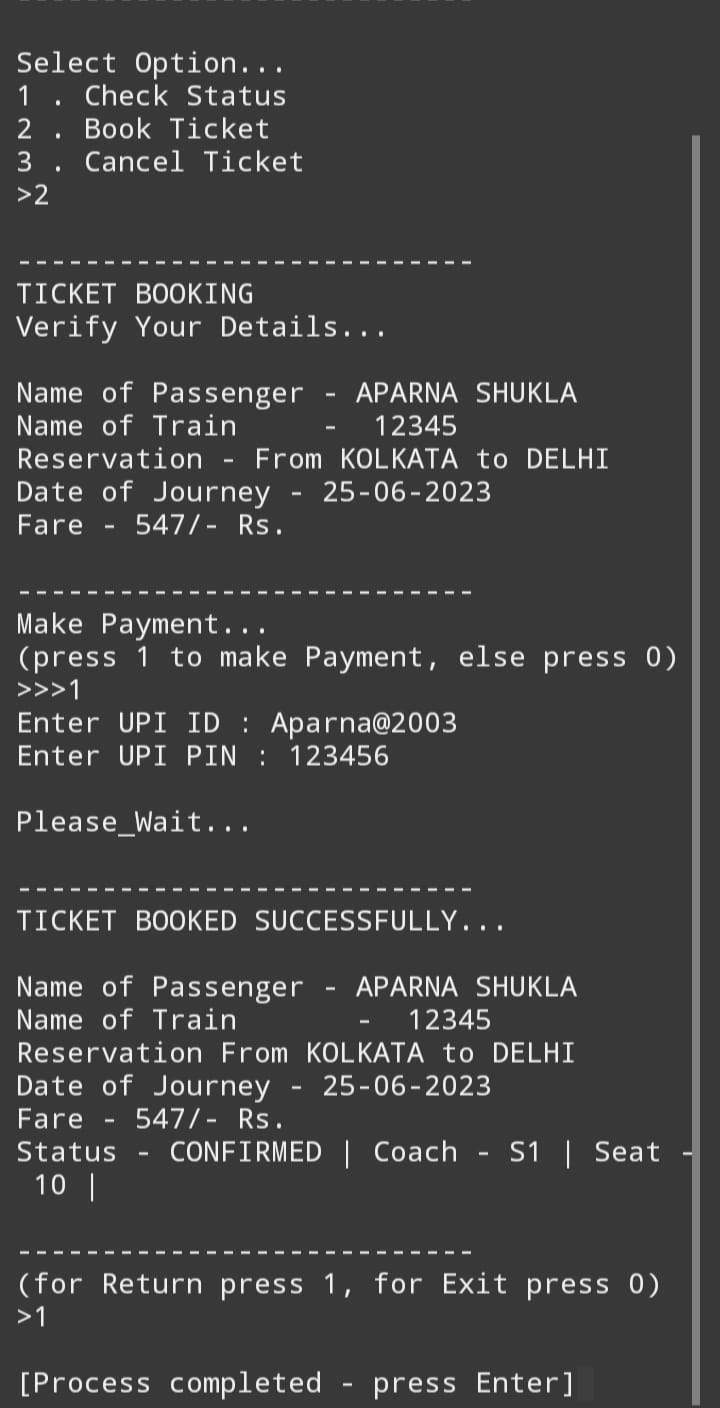 ---------------------------
Select Option...
1 . Check Status
2 . Book Ticket
3 . Cancel Ticket
>2
---------------------------
TICKET BOOKING
Verify Your Details...
Name of Passenger - APARNA SHUKLA
Name of Train     -  12345
Reservation - From KOLKATA to DELHI
Date of Journey - 25-06-2023
Fare - 547/- Rs.
---------------------------
Make Payment...
(press 1 to make Payment, else press 0)
>>>1
Enter UPI ID : Aparna@2003
Enter UPI PIN : 123456
Please_Wait...
---------------------------
TICKET BOOKED SUCCESSFULLY...
Name of Passenger - APARNA SHUKLA
Name of Train       -  12345
Reservation From KOLKATA to DELHI
Date of Journey - 25-06-2023
Fare - 547/- Rs.
Status - CONFIRMED | Coach - S1 | Seat -
 10 |
---------------------------
(for Return press 1, for Exit press 0)
>1
[Process completed - press Enter]